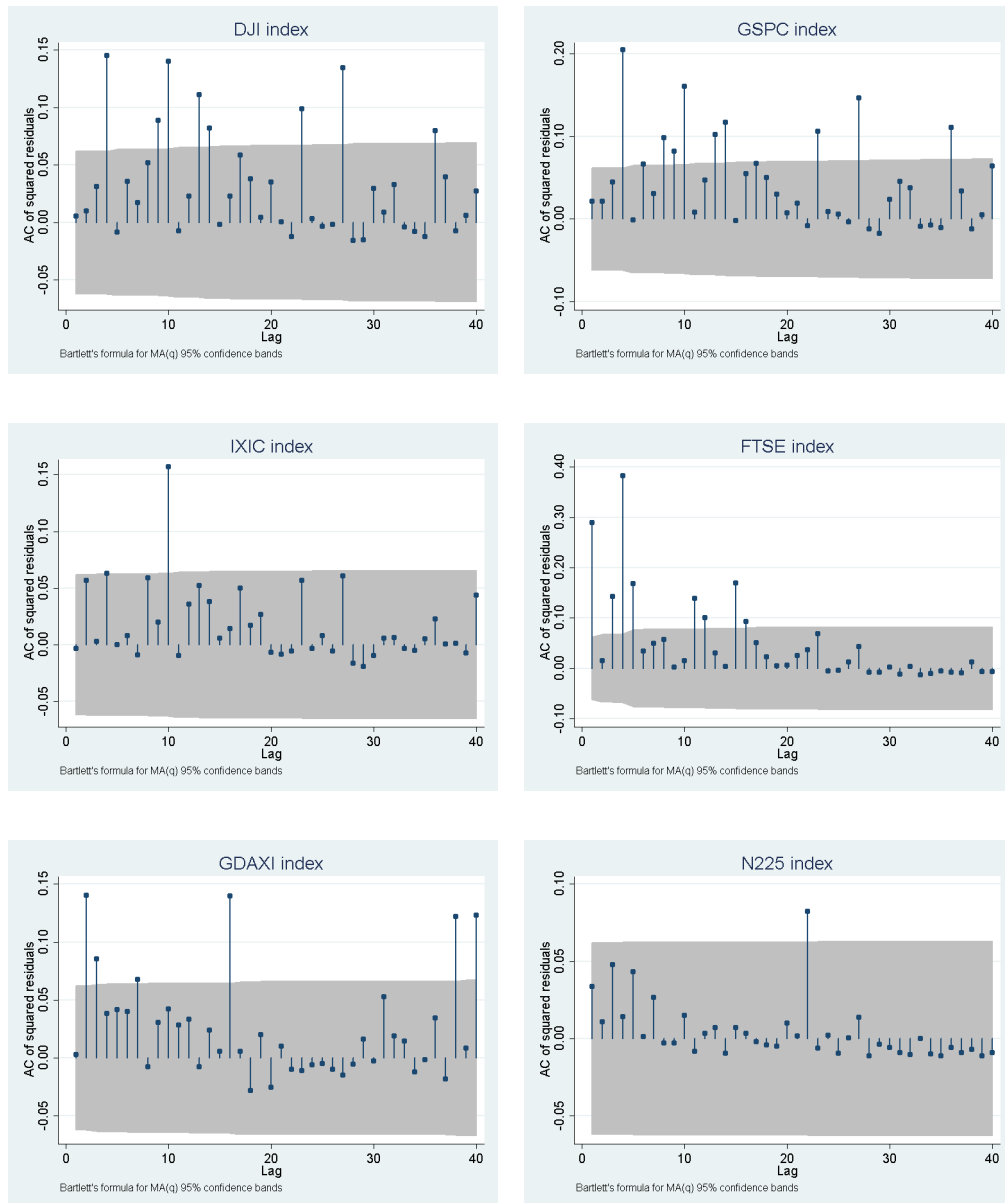 DJI index
AC of squared residuals
0.15
0.10
0.05
0.00
-0.05
0 10 20 30 40
Lag
Bartlett's formula for MA(q) 95% confidence bands
GSPC index
AC of squared residuals
0.20
0.10
0.00
-0.10
0 10 20 30 40
Lag
Bartlett's formula for MA(q) 95% confidence bands
IXIC index
AC of squared residuals
0.15
0.10
0.05
0.00
-0.05
0 10 20 30 40
Lag
Bartlett's formula for MA(q) 95% confidence bands
FTSE index
AC of squared residuals
0.40
0.30
0.20
0.10
0.00
-0.10
0 10 20 30 40
Lag
Bartlett's formula for MA(q) 95% confidence bands
GDAXI index
AC of squared residuals
0.15
0.10
0.05
0.00
-0.05
0 10 20 30 40
Lag
Bartlett's formula for MA(q) 95% confidence bands
N225 index
AC of squared residuals
0.10
0.05
0.00
-0.05
0 10 20 30 40
Lag
Bartlett's formula for MA(q) 95% confidence bands